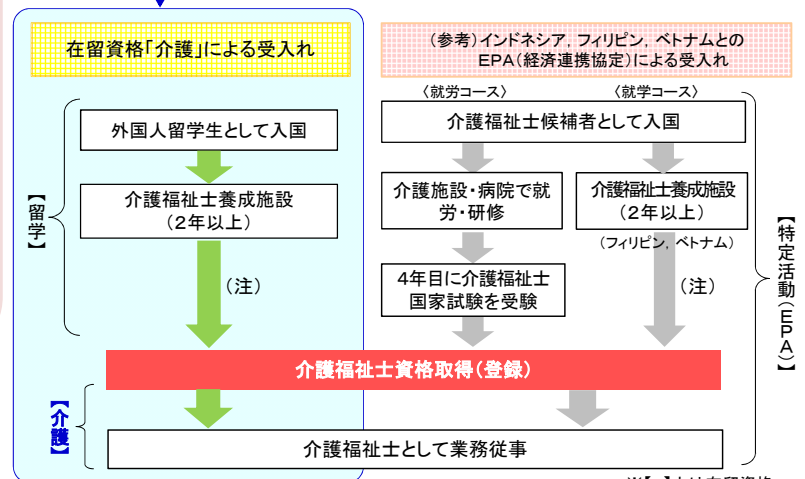 在留資格「介護」による受入れ
(参考)インドネシア，フィリピン，ベトナムとの
EPA(経済連携協定)による受入れ
〈就労コース〉
〈就学コース〉
外国人留学生として入国
介護福祉士候補者として入国
【留学】
介護福祉士養成施設
(2年以上)
介護施設・病院で就
労・研修
介護福祉士養成施設
(2年以上)
(フィリピン，ベトナム)
【特定活動(EPA)】
(注)
4年目に介護福祉士
国家試験を受験
(注)
介護福祉士資格取得(登録)
【介護】
介護福祉士として業務従事